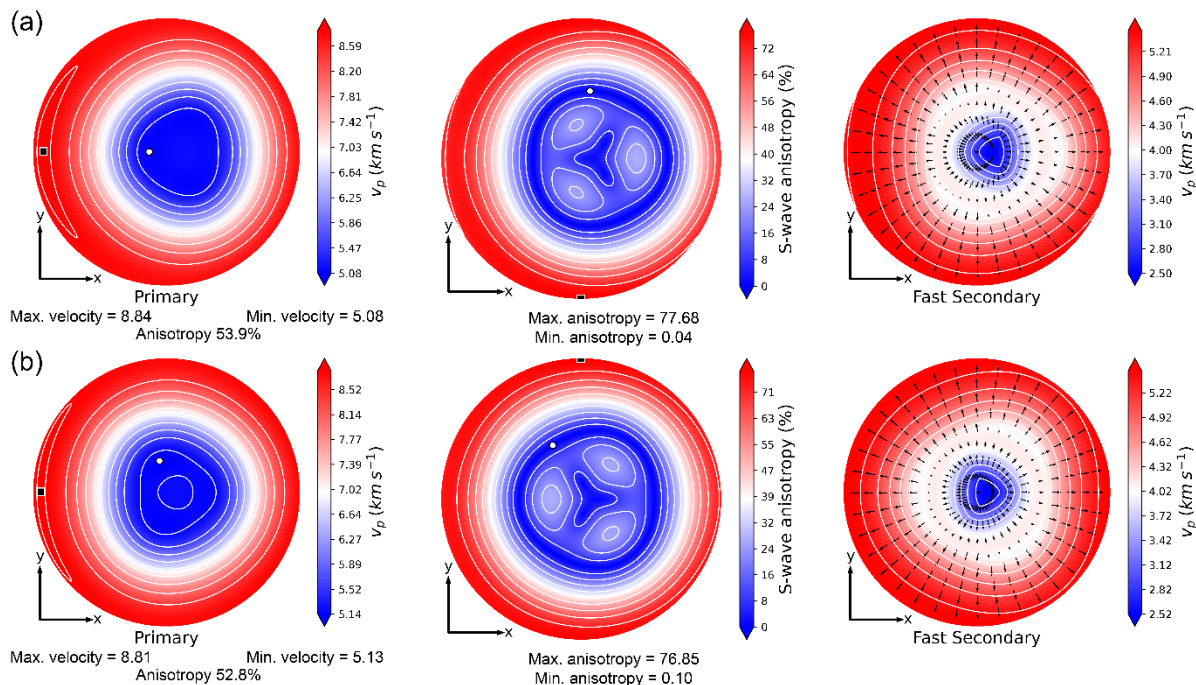 (a)
8.59
8.20
7.81
7.42
7.03
6.64
6.25
5.86
5.47
5.08
v_p (km s⁻¹)
y
x
Primary
Max. velocity = 8.84 Min. velocity = 5.08
Anisotropy 53.9%
72
64
56
48
40
32
24
16
8
0
S-wave anisotropy (%)
y
x
Max. anisotropy = 77.68
Min. anisotropy = 0.04
5.21
4.90
4.60
4.30
4.00
3.70
3.40
3.10
2.80
2.50
v_p (km s⁻¹)
y
x
Fast Secondary
(b)
8.52
8.14
7.77
7.39
7.02
6.64
6.27
5.89
5.52
5.14
v_p (km s⁻¹)
y
x
Primary
Max. velocity = 8.81 Min. velocity = 5.13
Anisotropy 52.8%
71
63
55
47
39
32
24
16
8
0
S-wave anisotropy (%)
y
x
Max. anisotropy = 76.85
Min. anisotropy = 0.10
5.22
4.92
4.62
4.32
4.02
3.72
3.42
3.12
2.82
2.52
v_p (km s⁻¹)
y
x
Fast Secondary